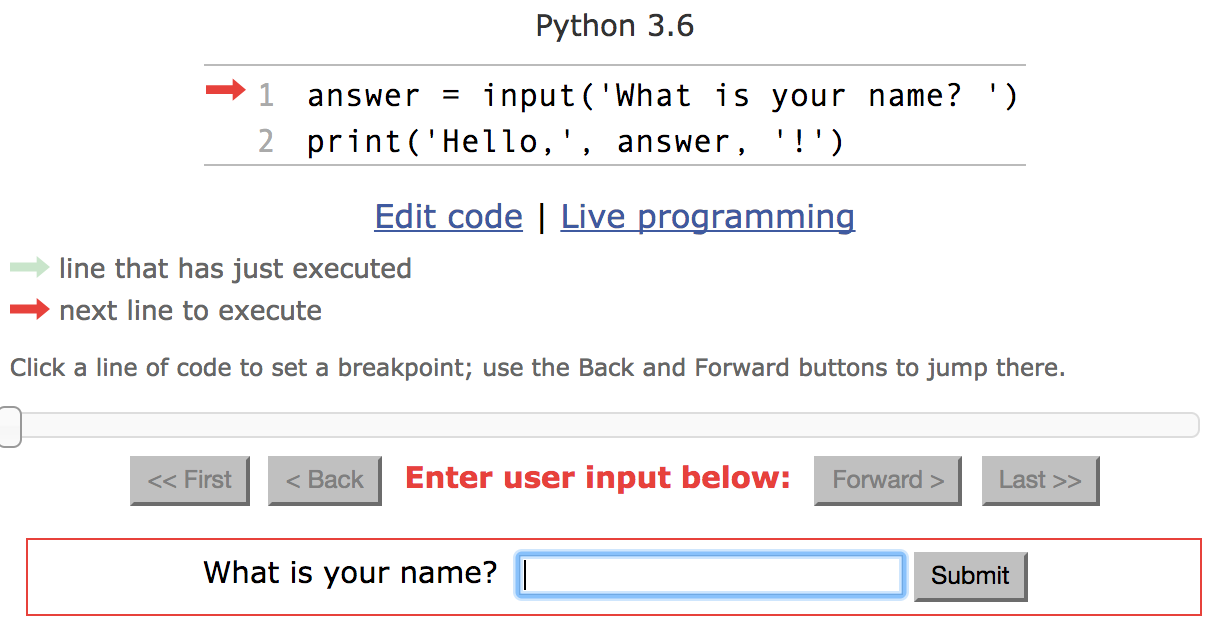 Python 3.6
1 answer = input('What is your name? ')
2 print('Hello,', answer, '!')
Edit code | Live programming
line that has just executed
next line to execute
Click a line of code to set a breakpoint; use the Back and Forward buttons to jump there.
<< First < Back Enter user input below: Forward > Last >>
What is your name? Submit